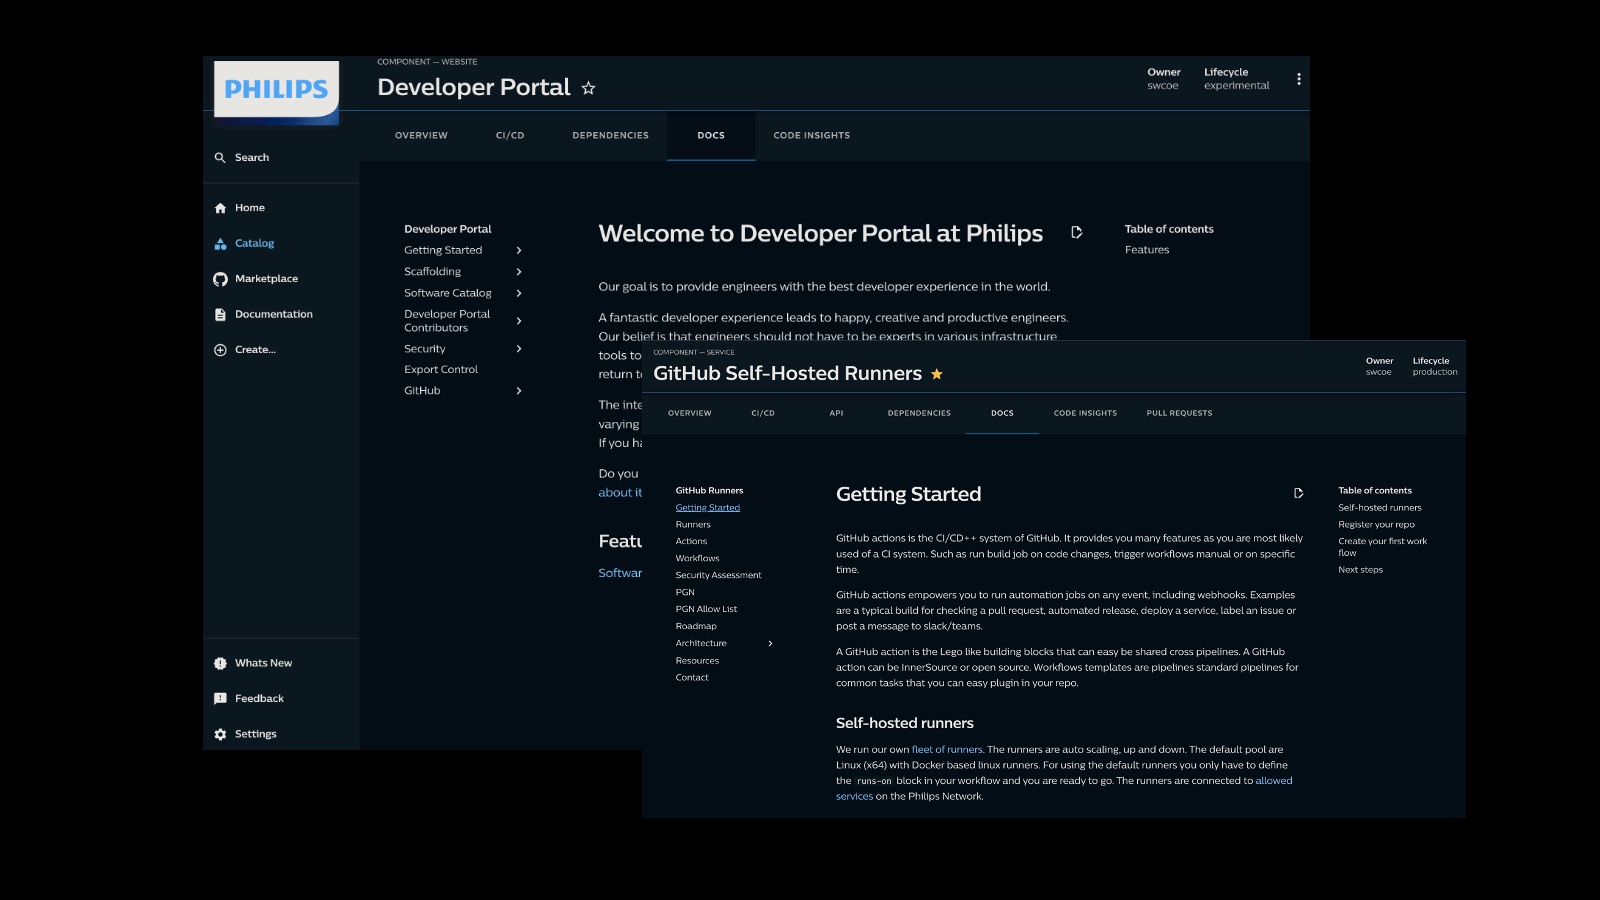 PHILIPS
Search
Home
Catalog
Marketplace
Documentation
Create...
Whats New
Feedback
Settings
COMPONENT — WEBSITE
Developer Portal
Owner
swcoe
Lifecycle
experimental
OVERVIEW
CI/CD
DEPENDENCIES
DOCS
CODE INSIGHTS
Developer Portal
Getting Started
Scaffolding
Software Catalog
Developer Portal
Contributors
Security
Export Control
GitHub
Welcome to Developer Portal at Philips
Our goal is to provide engineers with the best developer experience in the world.
A fantastic developer experience leads to happy, creative and productive engineers.
Our belief is that engineers should not have to be experts in various infrastructure
tools to
return
The
varying
If you
Do you
about it
Table of contents
Features
COMPONENT — SERVICE
GitHub Self-Hosted Runners
Owner
swcoe
Lifecycle
production
OVERVIEW
CI/CD
API
DEPENDENCIES
DOCS
CODE INSIGHTS
PULL REQUESTS
GitHub Runners
Getting Started
Runners
Actions
Workflows
Security Assessment
PGN
PGN Allow List
Roadmap
Architecture
Resources
Contact
Getting Started
GitHub actions is the CI/CD++ system of GitHub. It provides you many features as you are most likely
used of a CI system. Such as run build job on code changes, trigger workflows manual or on specific
time.
GitHub actions empowers you to run automation jobs on any event, including webhooks. Examples
are a typical build for checking a pull request, automated release, deploy a service, label an issue or
post a message to slack/teams.
A GitHub action is the Lego like building blocks that can easy be shared cross pipelines. A GitHub
action can be InnerSource or open source. Workflows templates are pipelines standard pipelines for
common tasks that you can easy plugin in your repo.
Self-hosted runners
We run our own fleet of runners. The runners are auto scaling, up and down. The default pool are
Linux (x64) with Docker based linux runners. For using the default runners you only have to define
the runs-on block in your workflow and you are ready to go. The runners are connected to allowed
services on the Philips Network.
Table of contents
Self-hosted runners
Register your repo
Create your first work
flow
Next steps